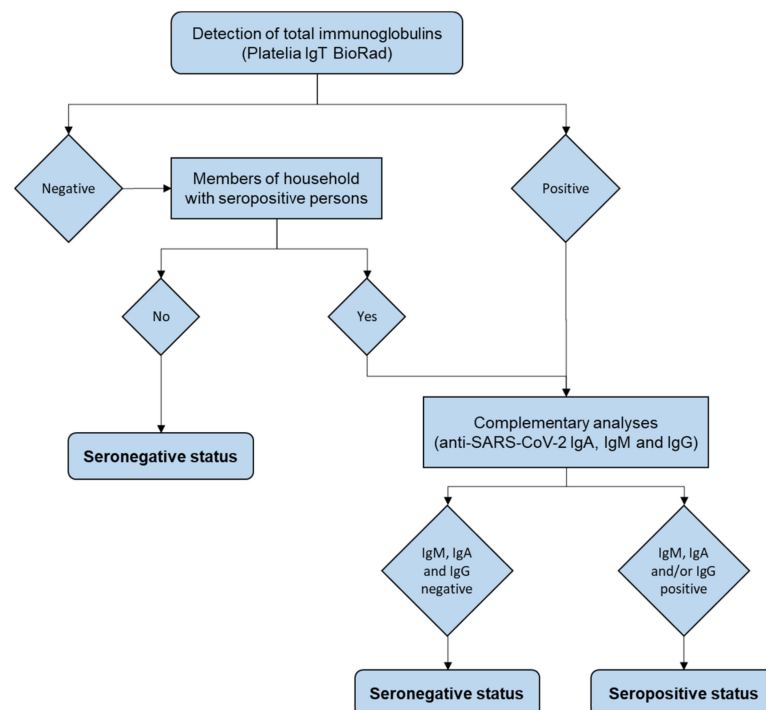 Detection of total immunoglobulins
(Platelia IgT BioRad)
Negative
Members of household
with seropositive persons
Positive
No
Yes
Complementary analyses
(anti-SARS-CoV-2 IgA, IgM and IgG)
Seronegative status
IgM, IgA
and IgG
negative
IgM, IgA
and/or IgG
positive
Seronegative status
Seropositive status